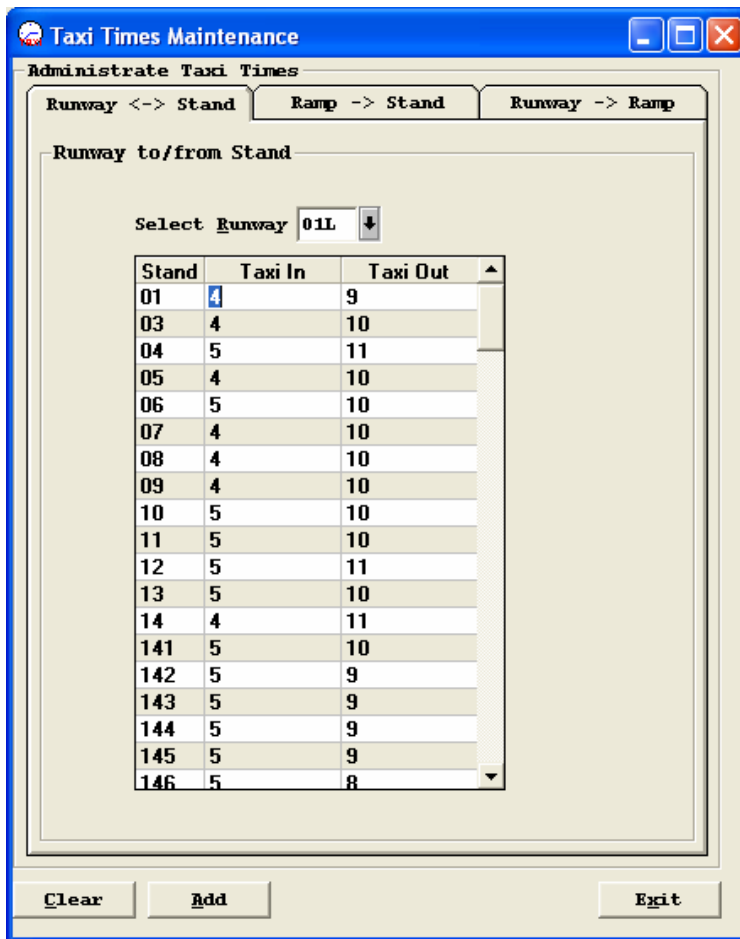 Taxi Times Maintenance
Administrate Taxi Times
Runway <-> Stand Ramp -> Stand Runway -> Ramp
Runway to/from Stand
Select Runway 01L
Stand Taxi In Taxi Out
01 4 9
03 4 10
04 5 11
05 4 10
06 5 10
07 4 10
08 4 10
09 4 10
10 5 10
11 5 10
12 5 11
13 5 10
14 4 11
141 5 10
142 5 9
143 5 9
144 5 9
145 5 9
146 5 8
Clear Add Exit